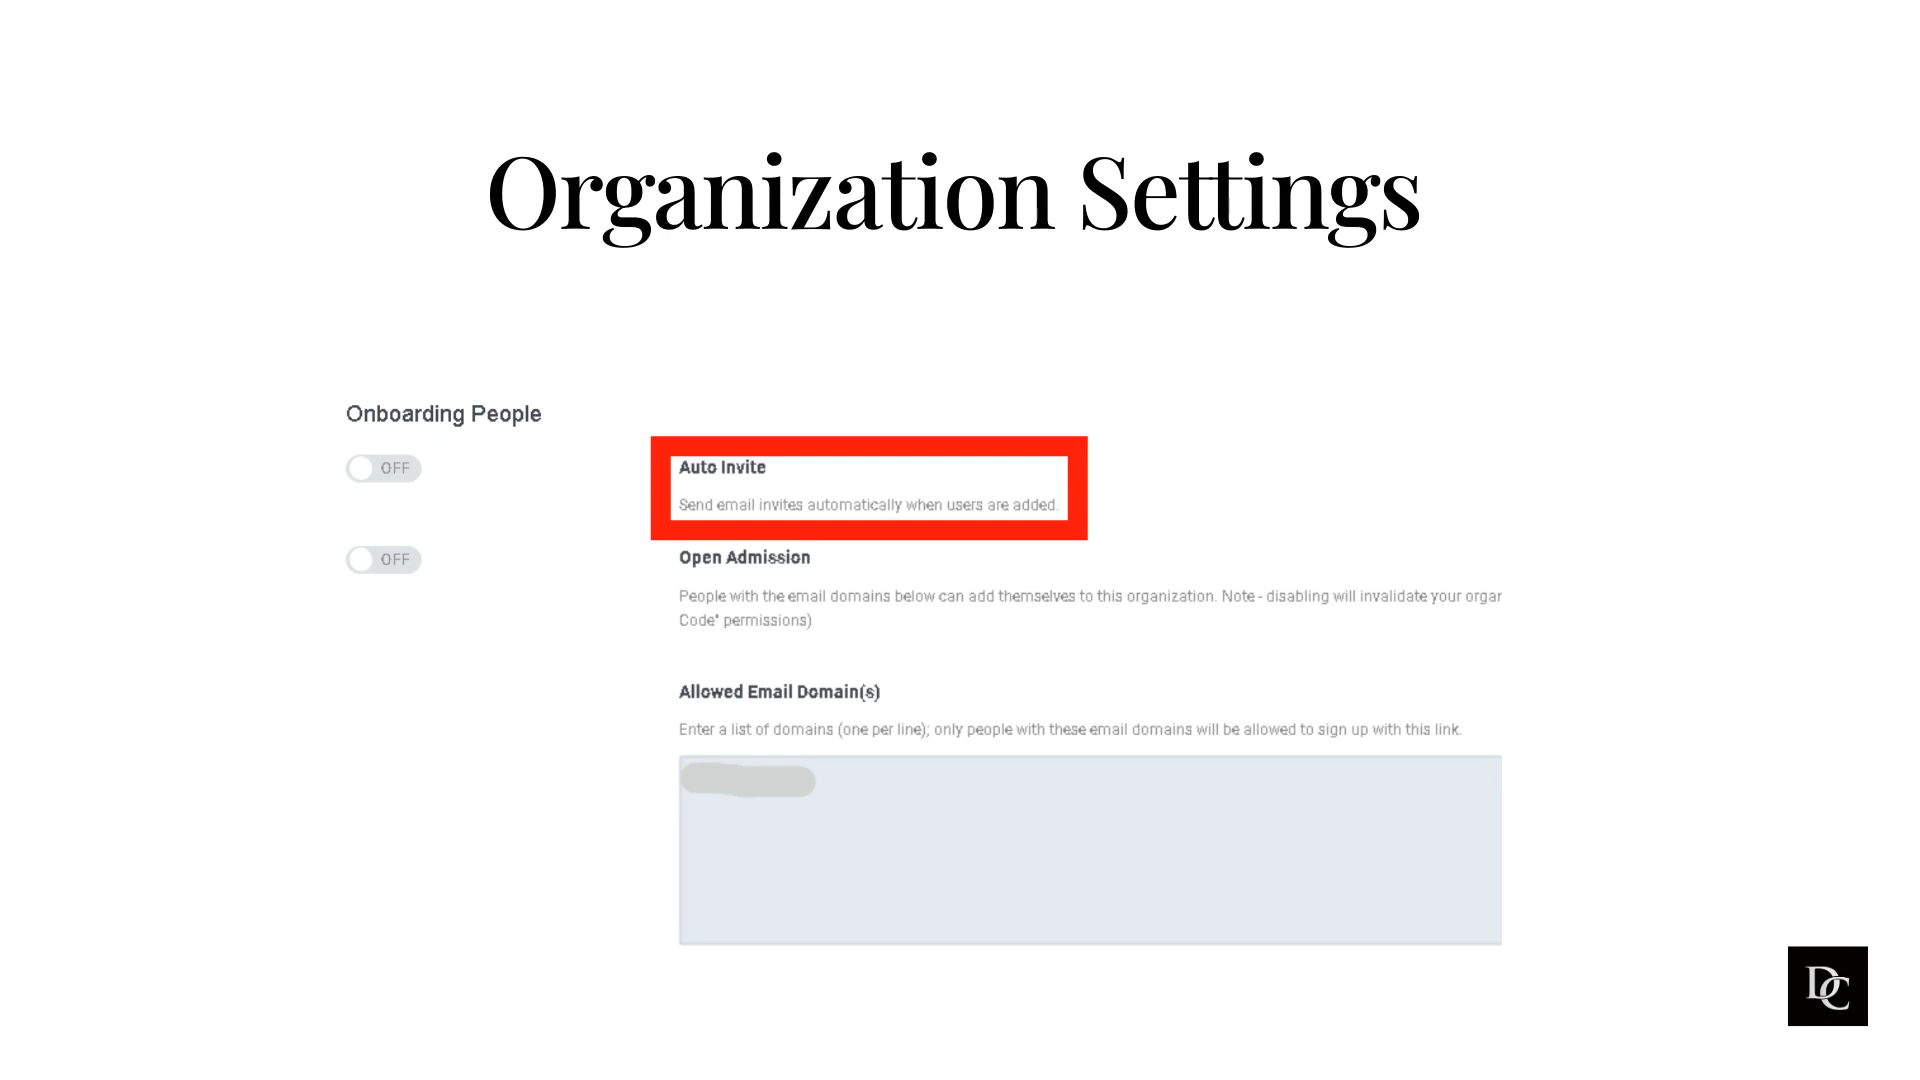 Organization Settings
Onboarding People
OFF
Auto Invite
Send email invites automatically when users are added.
OFF
Open Admission
People with the email domains below can add themselves to this organization. Note - disabling will invalidate your orgar
Code" permissions)
Allowed Email Domain(s)
Enter a list of domains (one per line); only people with these email domains will be allowed to sign up with this link.
DC